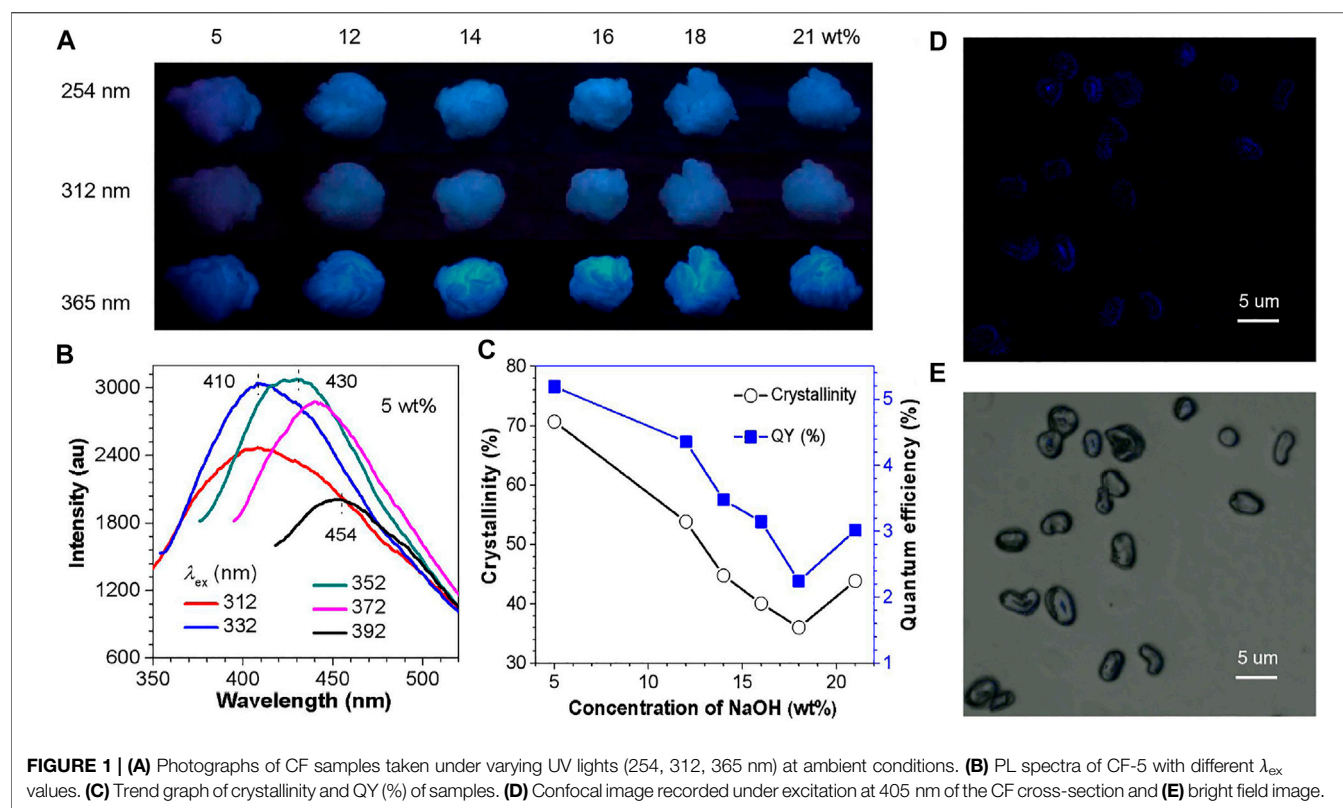 A
5 12 14 16 18 21 wt%
254 nm
312 nm
365 nm
B
410 430
5 wt%
454
λex (nm)
312
332
352
372
392
3000
2400
1800
1200
600
350 400 450 500
Intensity (au)
Wavelength (nm)
C
Crystallinity
QY (%)
80
70
60
50
40
30
5
4
3
2
1
5 10 15 20
Crystallinity (%)
Quantum efficiency (%)
Concentration of NaOH (wt%)
D
5 um
E
5 um
FIGURE 1 | (A) Photographs of CF samples taken under varying UV lights (254, 312, 365 nm) at ambient conditions. (B) PL spectra of CF-5 with different λex
values. (C) Trend graph of crystallinity and QY (%) of samples. (D) Confocal image recorded under excitation at 405 nm of the CF cross-section and (E) bright field image.